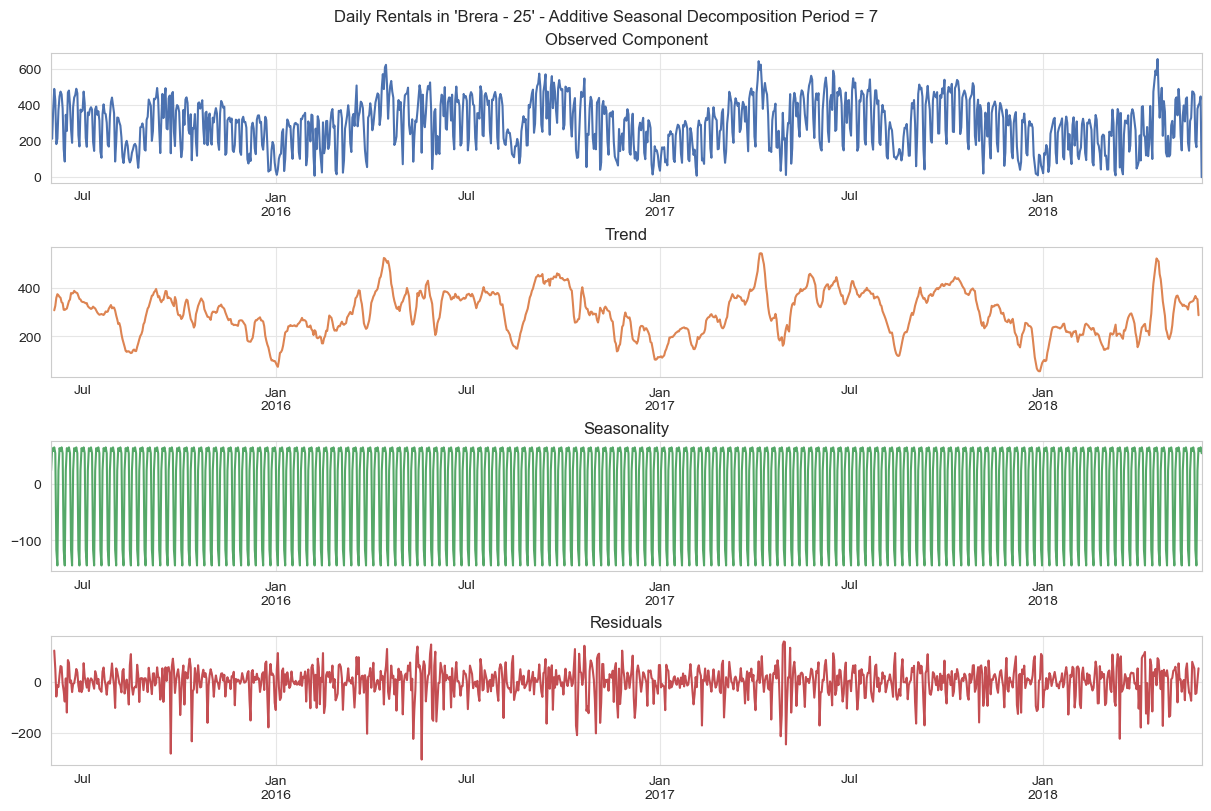 Daily Rentals in 'Brera - 25' - Additive Seasonal Decomposition Period = 7
Observed Component
600
400
200
0
Jul Jan Jul Jan Jul Jan
2016 2017 2018
Trend
400
200
Jul Jan Jul Jan Jul Jan
2016 2017 2018
Seasonality
0
−100
Jul Jan Jul Jan Jul Jan
2016 2017 2018
Residuals
0
−200
Jul Jan Jul Jan Jul Jan
2016 2017 2018